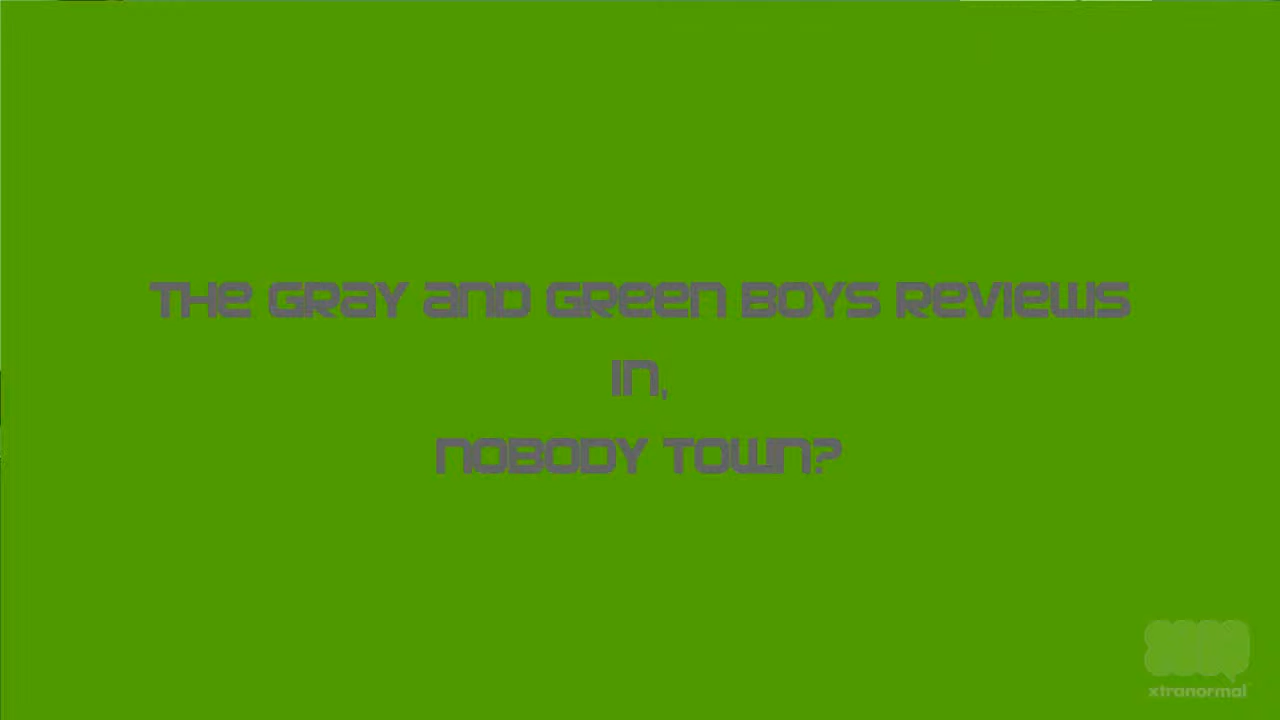 THE GRAY AND GREEN BOYS REVIEWS
IN,
NOBODY TOWN?
xtranormal